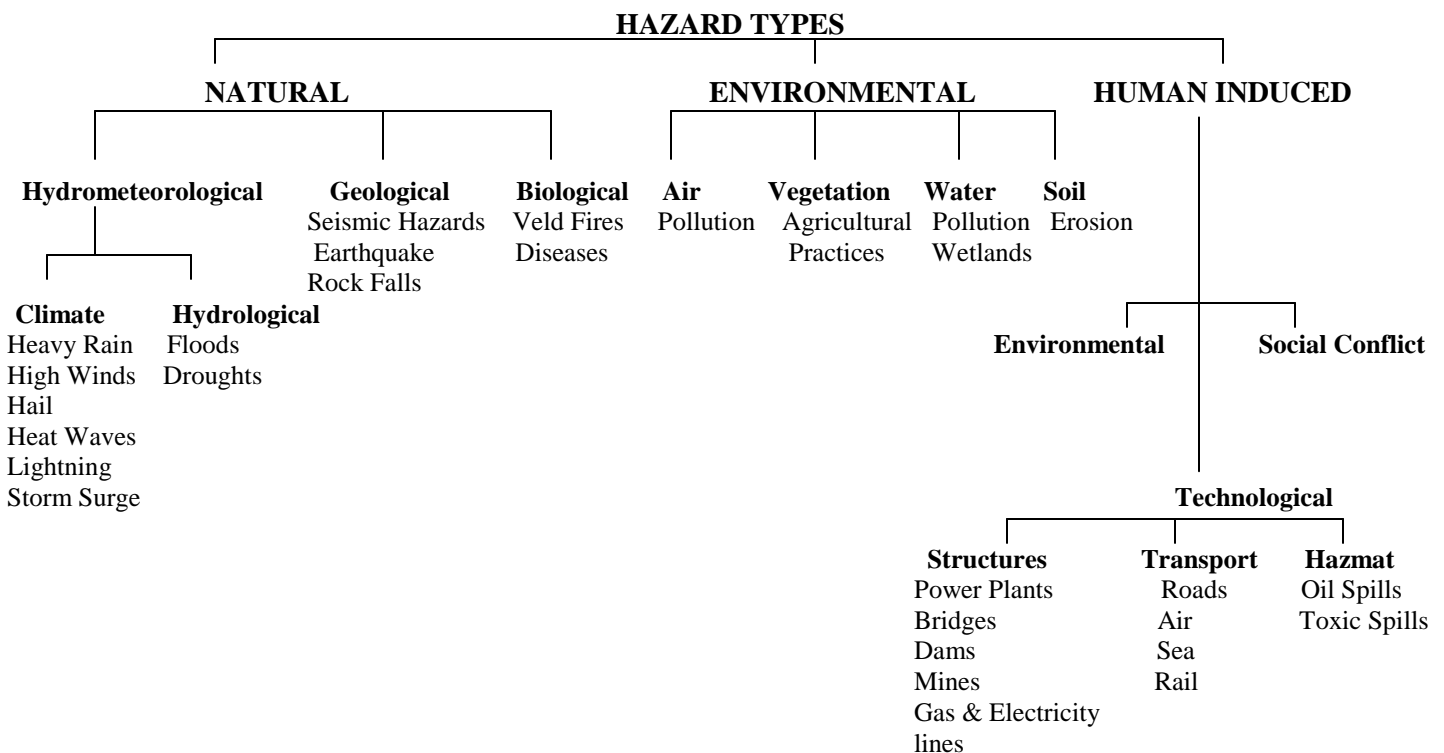 HAZARD TYPES
NATURAL ENVIRONMENTAL HUMAN INDUCED
Hydrometeorological Geological Biological Air Vegetation Water Soil
Seismic Hazards Veld Fires Pollution Agricultural Pollution Erosion
Earthquake Diseases Practices Wetlands
Rock Falls
Climate Hydrological
Heavy Rain Floods Environmental Social Conflict
High Winds Droughts
Hail
Heat Waves
Lightning
Storm Surge
Technological
Structures Transport Hazmat
Power Plants Roads Oil Spills
Bridges Air Toxic Spills
Dams Sea
Mines Rail
Gas & Electricity
lines